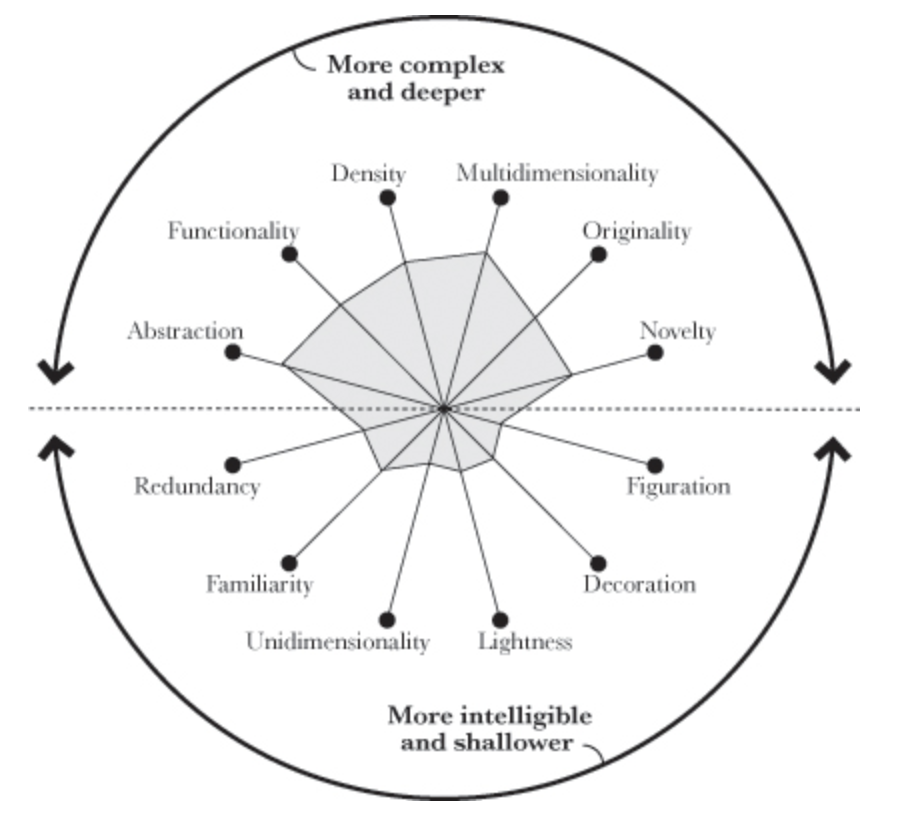 More complex
and deeper
Density
Multidimensionality
Functionality
Originality
Abstraction
Novelty
Redundancy
Figuration
Familiarity
Decoration
Unidimensionality
Lightness
More intelligible
and shallower